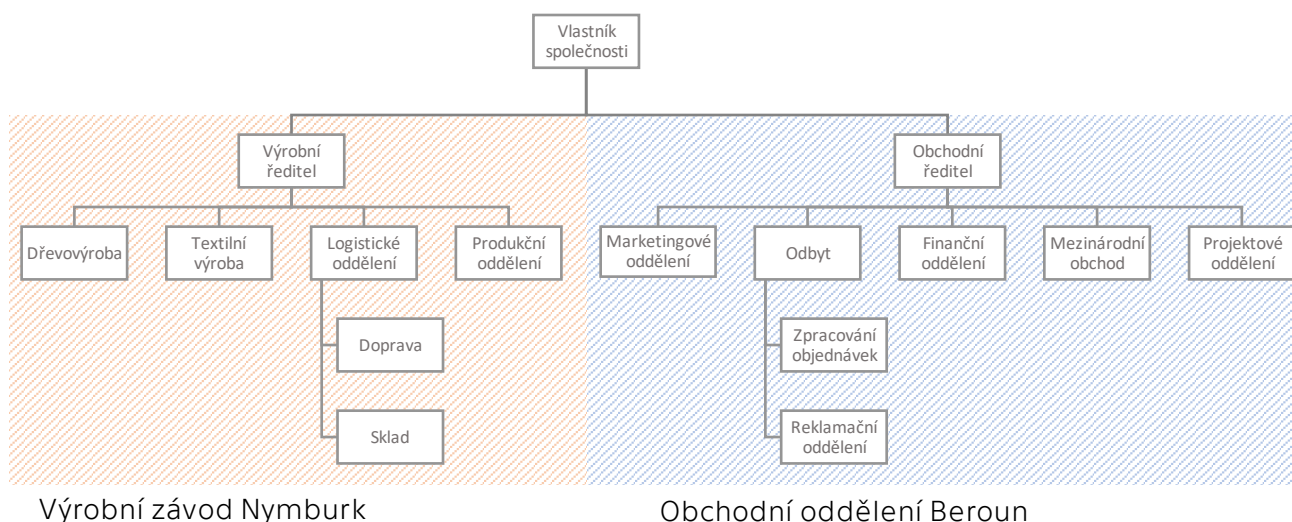 Vlastník
společnosti
Výrobní
ředitel
Obchodní
ředitel
Dřevovýroba
Textilní
výroba
Logistické
oddělení
Produkční
oddělení
Marketingové
oddělení
Odbyt
Finanční
oddělení
Mezinárodní
obchod
Projektové
oddělení
Doprava
Zpracování
objednávek
Sklad
Reklamační
oddělení
Výrobní závod Nymburk
Obchodní oddělení Beroun